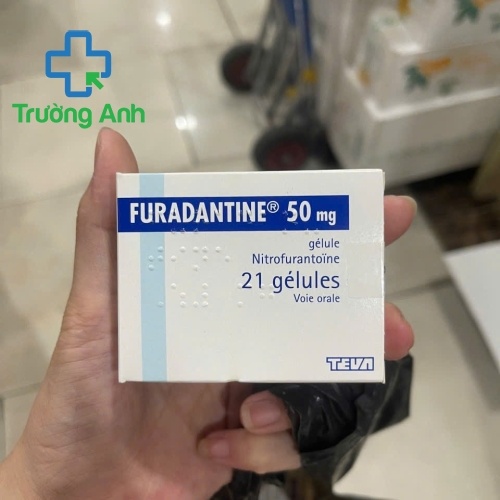 Trường Anh
FURADANTINE® 50 mg
gélule
Nitrofurantoïne
21 gélules
Voie orale
TEVA